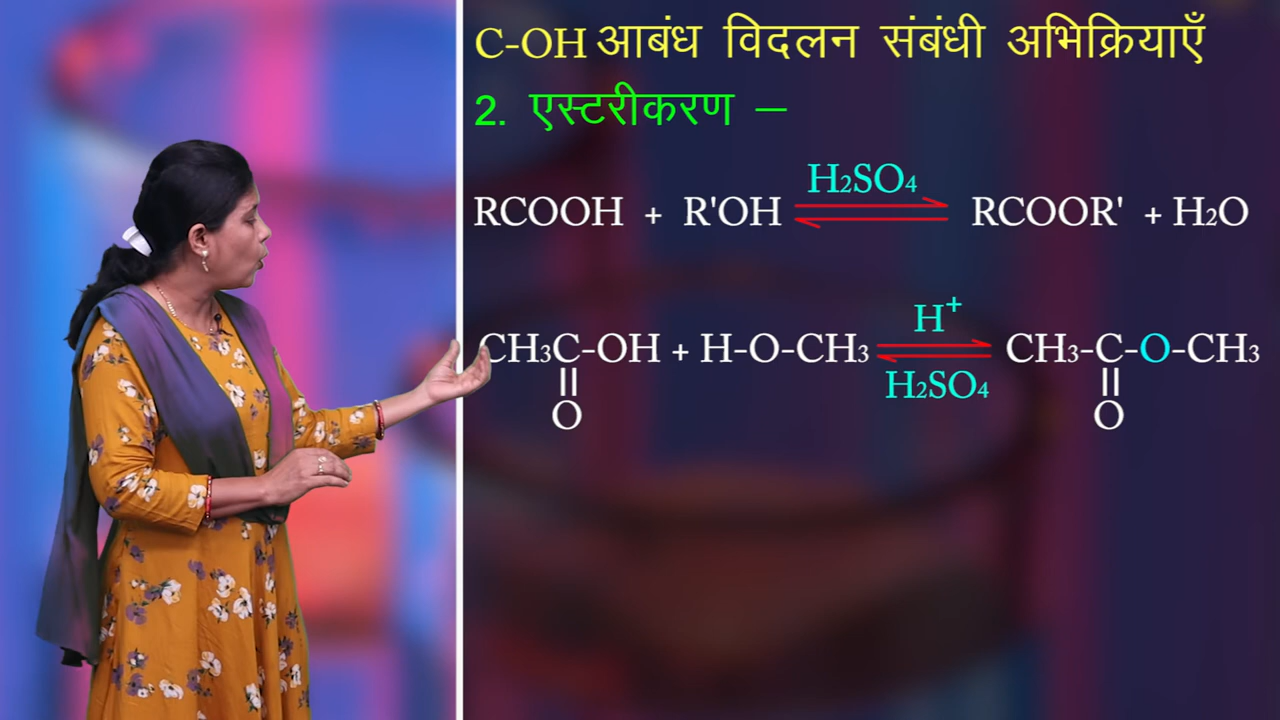 C-OH आबंध विदलन संबंधी अभिक्रियाएँ
2. एस्टरीकरण –
H₂SO₄
RCOOH + R'OH ⇌ RCOOR' + H₂O
H⁺
CH₃C-OH + H-O-CH₃ ⇌ CH₃-C-O-CH₃
H₂SO₄
|| ||
O O